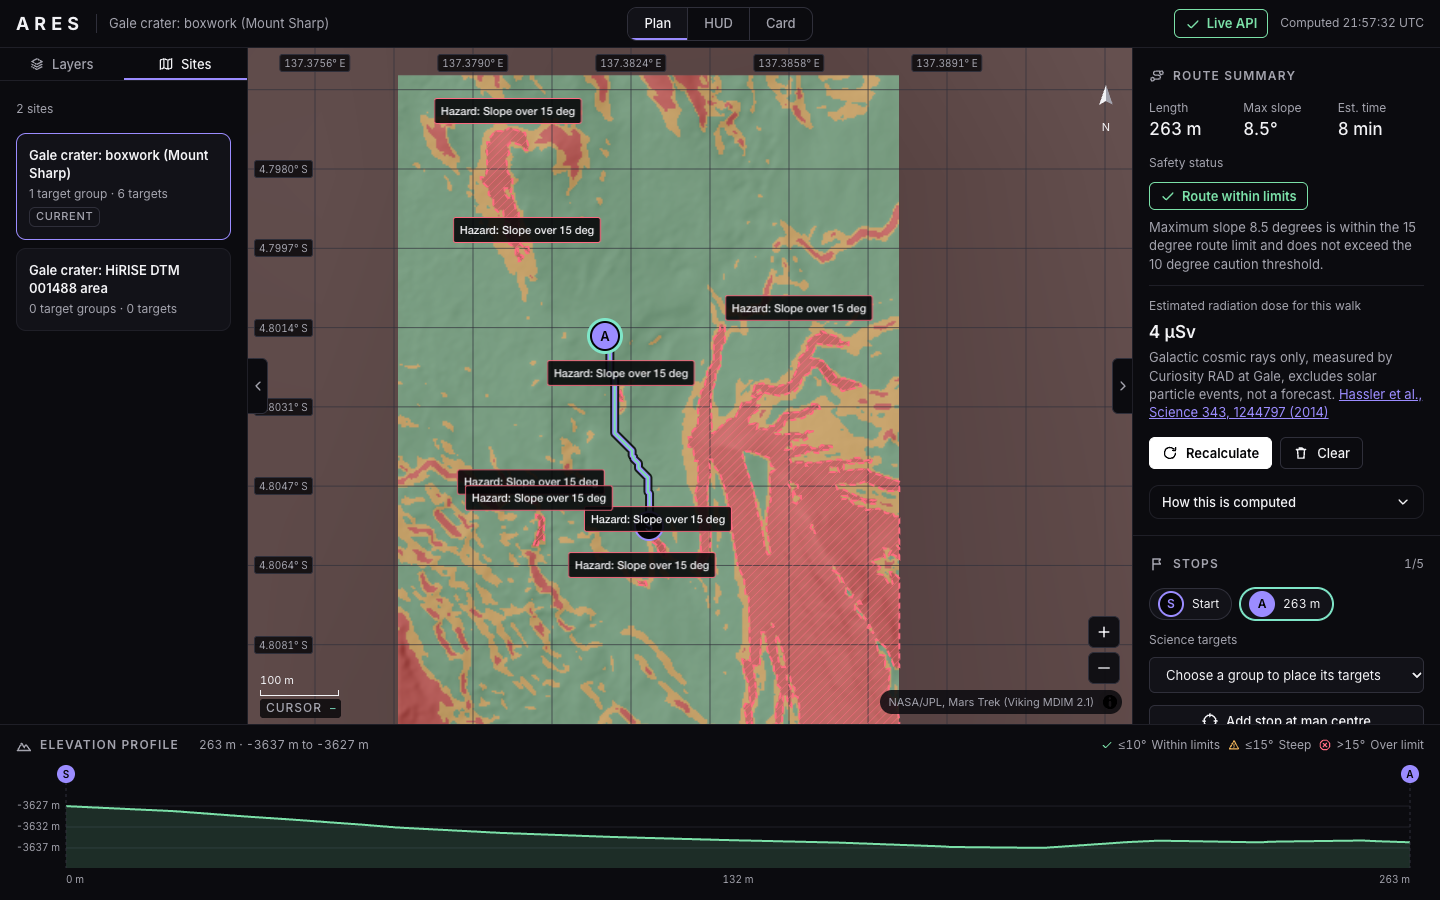 ARES
Gale crater: boxwork (Mount Sharp)
Plan
HUD
Card
Live API
Computed 21:57:32 UTC
Layers
Sites
2 sites
Gale crater: boxwork (Mount
Sharp)
1 target group · 6 targets
CURRENT
Gale crater: HiRISE DTM
001488 area
0 target groups · 0 targets
137.3756° E
137.3790° E
137.3824° E
137.3858° E
137.3891° E
4.7980° S
4.7997° S
4.8014° S
8031° S
4.8047° S
4.8064° S
4.8081° S
N
Hazard: Slope over 15 deg
Hazard: Slope over 15 deg
Hazard: Slope over 15 deg
A
Hazard: Slope over 15 deg
Hazard: Slope over 15 deg
Hazard: Slope over 15 deg
Hazard: Slope over 15 deg
Hazard: Slope over 15 deg
100 m
CURSOR –
+
−
NASA/JPL, Mars Trek (Viking MDIM 2.1)
ROUTE SUMMARY
Length
Max slope
Est. time
263 m
8.5°
8 min
Safety status
Route within limits
Maximum slope 8.5 degrees is within the 15
degree route limit and does not exceed the
10 degree caution threshold.
Estimated radiation dose for this walk
4 µSv
Galactic cosmic rays only, measured by
Curiosity RAD at Gale, excludes solar
particle events, not a forecast. Hassler et al.,
Science 343, 1244797 (2014)
Recalculate
Clear
How this is computed
STOPS
1/5
S Start
A 263 m
Science targets
Choose a group to place its targets
Add stop at map centre
ELEVATION PROFILE
263 m · -3637 m to -3627 m
≤10° Within limits
≤15° Steep
>15° Over limit
S
A
-3627 m
-3632 m
-3637 m
0 m
132 m
263 m